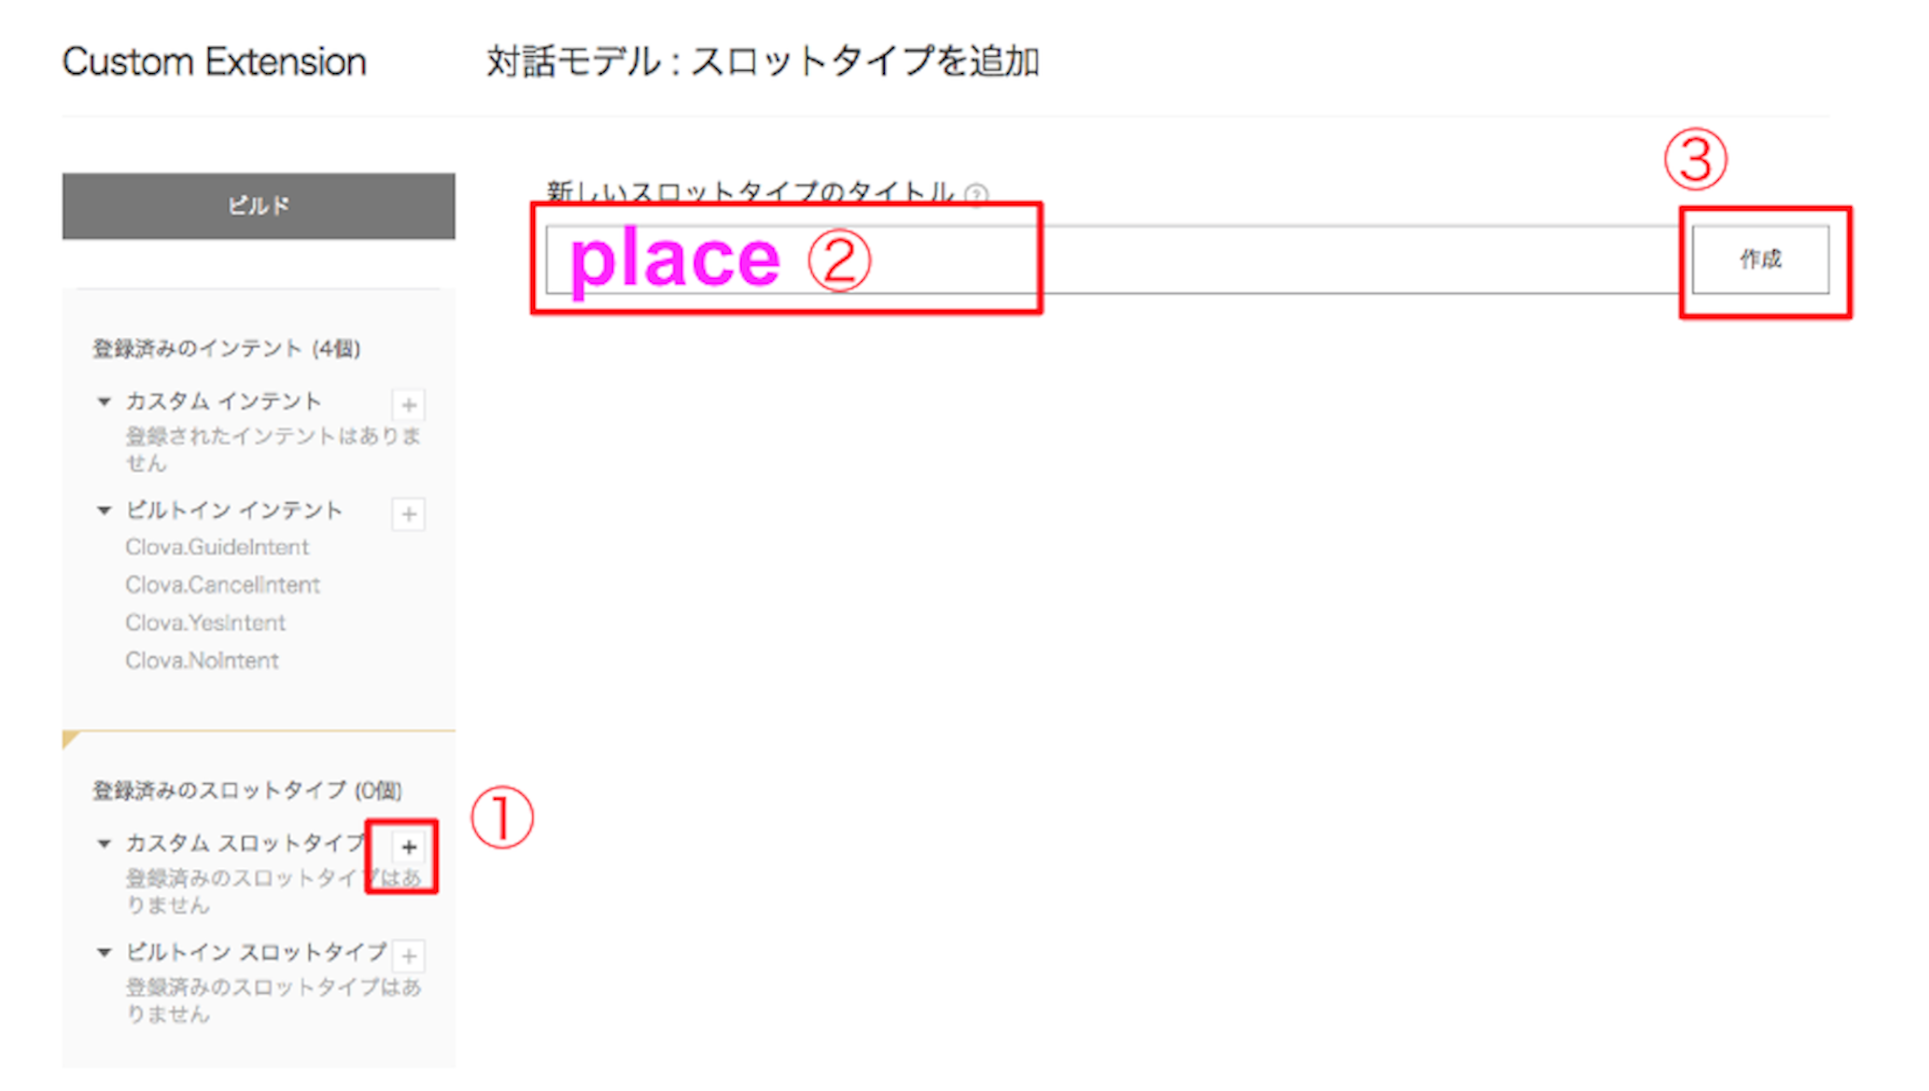 Custom Extension
対話モデル : スロットタイプを追加
③
ビルド
新しいスロットタイプのタイトル ?
place ②
作成
登録済みのインテント (4個)
カスタム インテント +
登録されたインテントはありま
せん
ビルトイン インテント +
Clova.GuideIntent
Clova.CancelIntent
Clova.YesIntent
Clova.NoIntent
登録済みのスロットタイプ (0個)
①
カスタム スロットタイプ +
登録済みのスロットタイプはあ
りません
ビルトイン スロットタイプ +
登録済みのスロットタイプはあ
りません